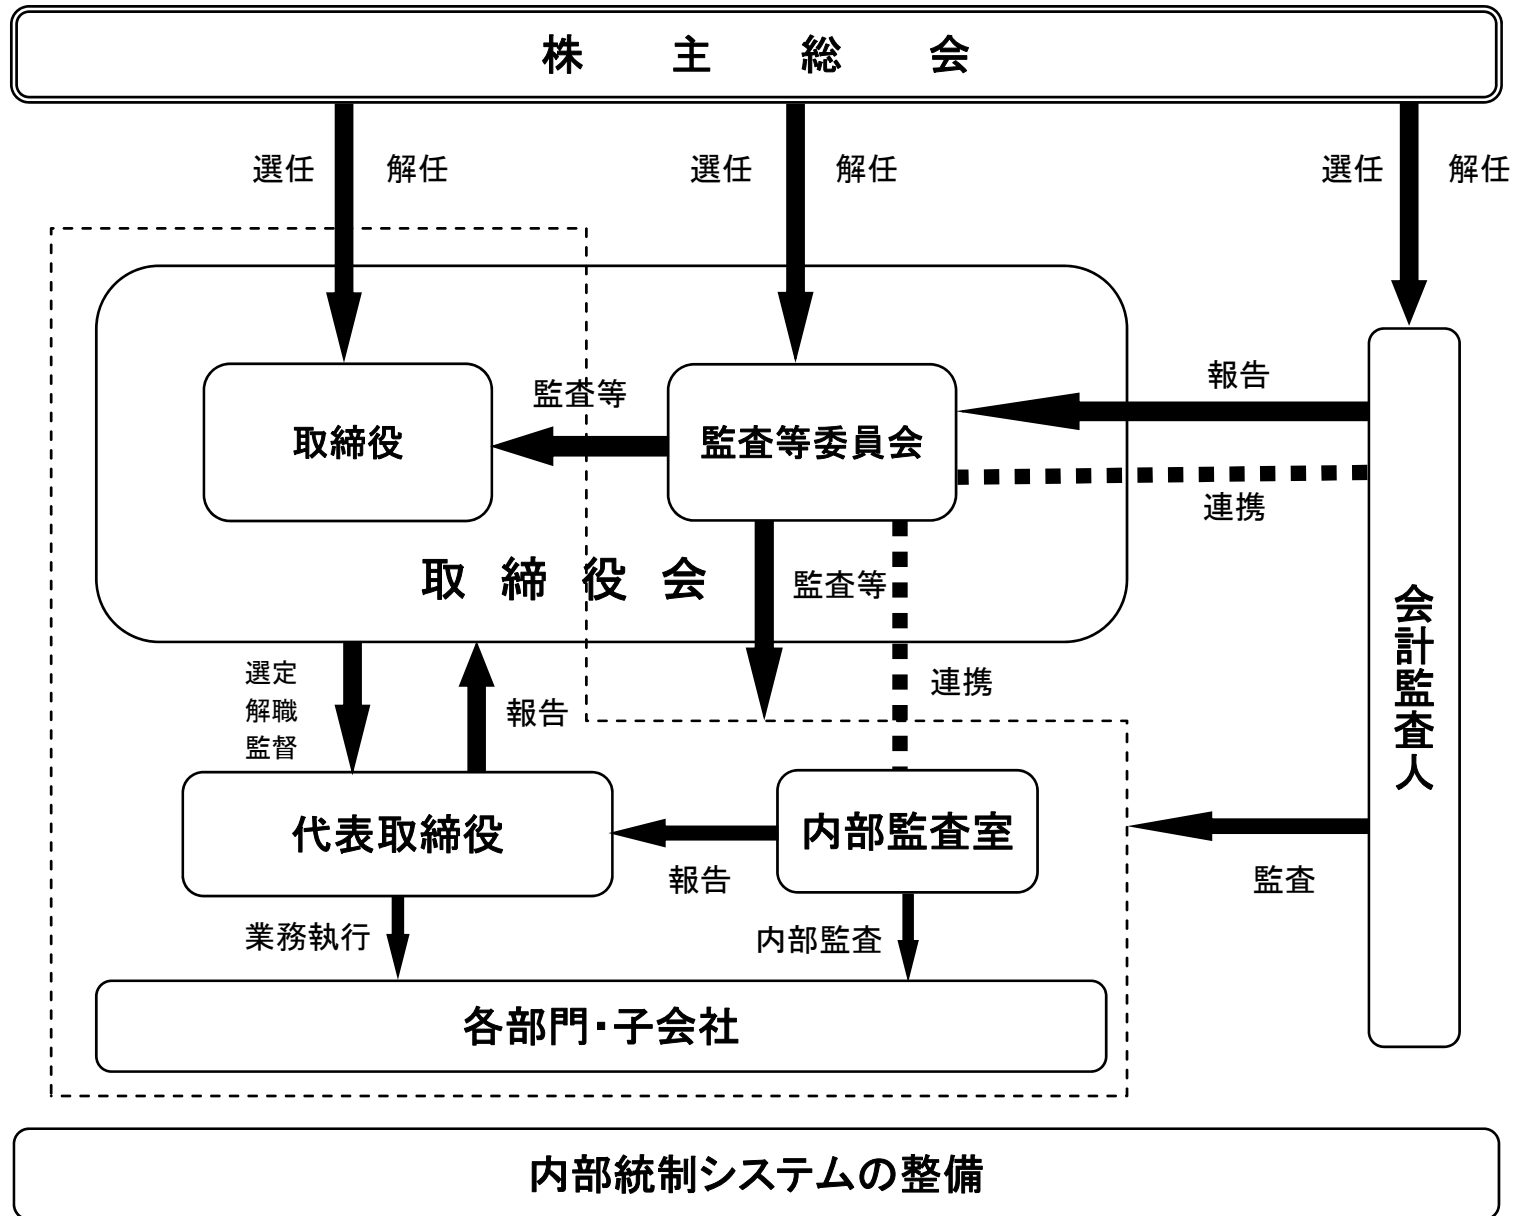 株主総会
選任 解任
選任 解任
選任 解任
報告
監査等
取締役
監査等委員会
連携
取締役会
監査等
会計監査人
選定
解職
監督
報告
連携
代表取締役
内部監査室
報告
監査
業務執行
内部監査
各部門・子会社
内部統制システムの整備